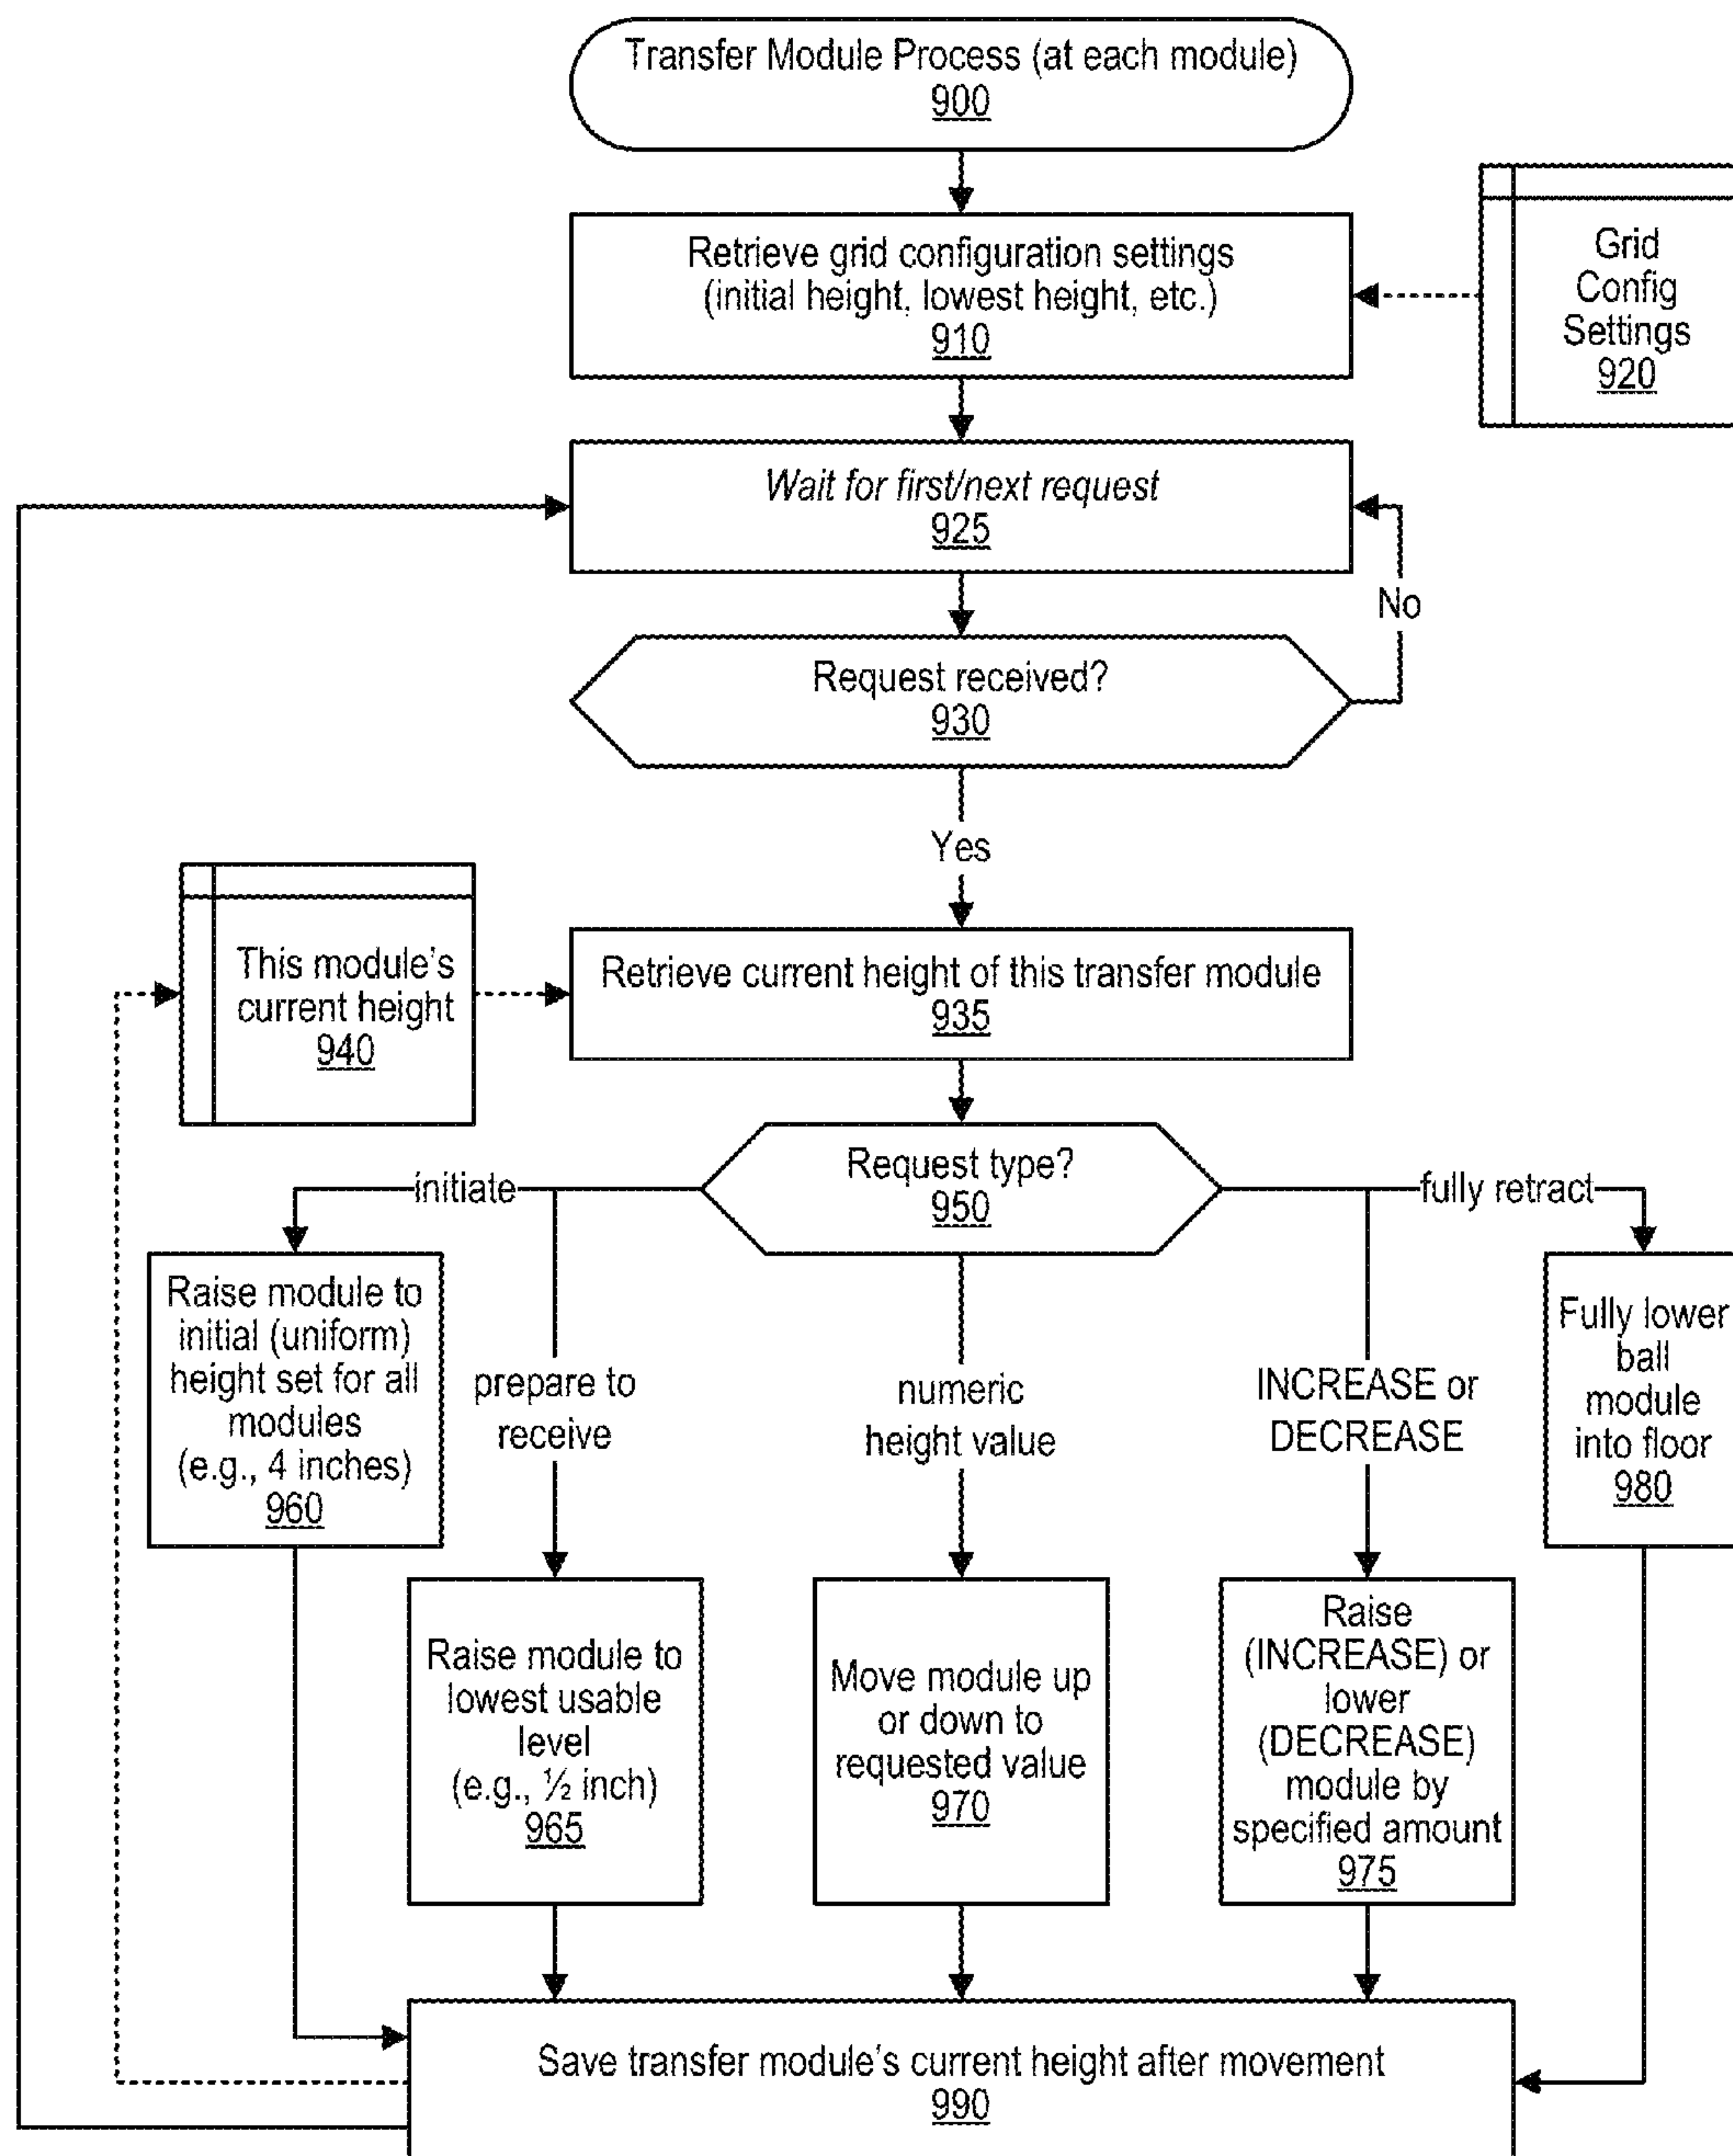 Transfer Module Process (at each module)
900
Retrieve grid configuration settings
(initial height, lowest height, etc.)
910
Grid
Config
Settings
920
Wait for first/next request
925
No
Request received?
930
Yes
This module's
current height
940
Retrieve current height of this transfer module
935
Request type?
950
initiate
fully retract
Raise module to
initial (uniform)
height set for all
modules
(e.g., 4 inches)
960
prepare to
receive
numeric
height value
INCREASE or
DECREASE
Fully lower
ball
module
into floor
980
Raise module to
lowest usable
level
(e.g., ½ inch)
965
Move module up
or down to
requested value
970
Raise
(INCREASE) or
lower
(DECREASE)
module by
specified amount
975
Save transfer module's current height after movement
990